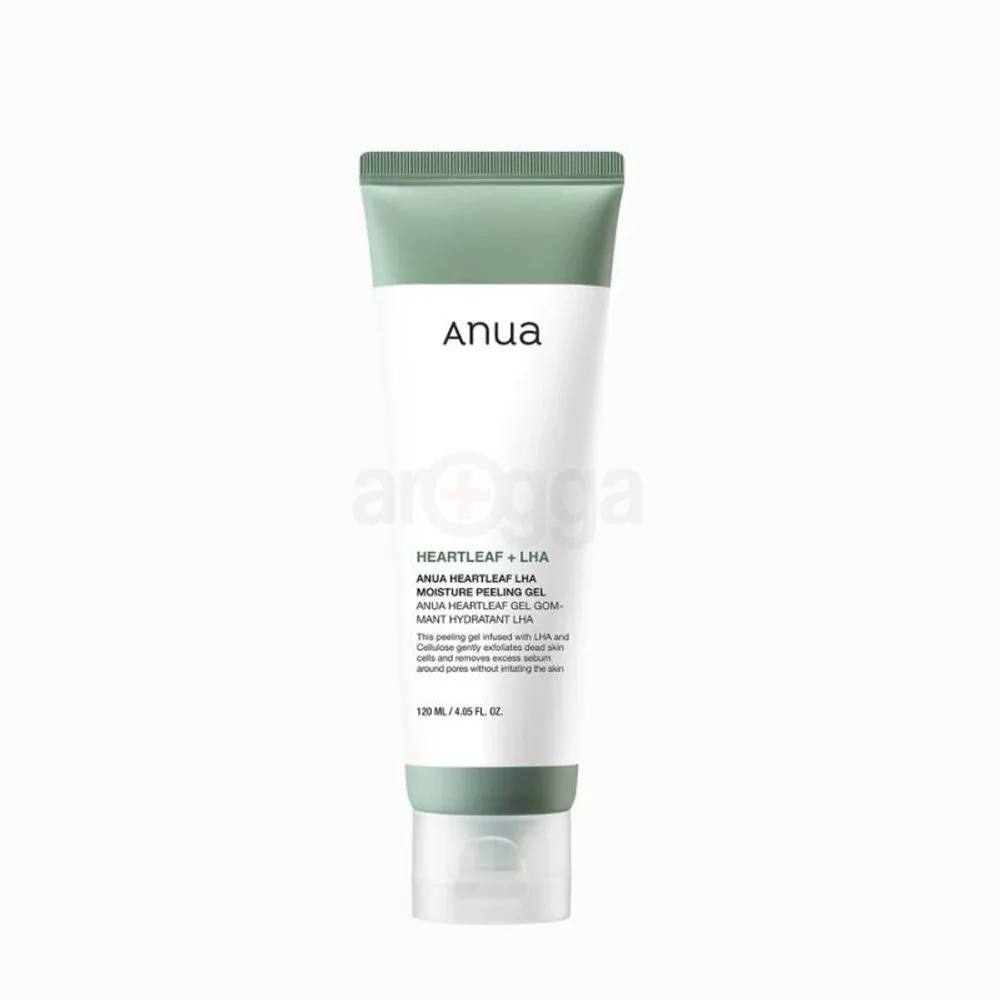 Anua
arogga
HEARTLEAF + LHA
ANUA HEARTLEAF LHA
MOISTURE PEELING GEL
ANUA HEARTLEAF GEL GOM-
MANT HYDRATANT LHA
This peeling gel infused with LHA and
Cellulose gently exfoliates dead skin
cells and removes excess sebum
around pores without irritating the skin
120 ML / 4.05 FL. OZ.